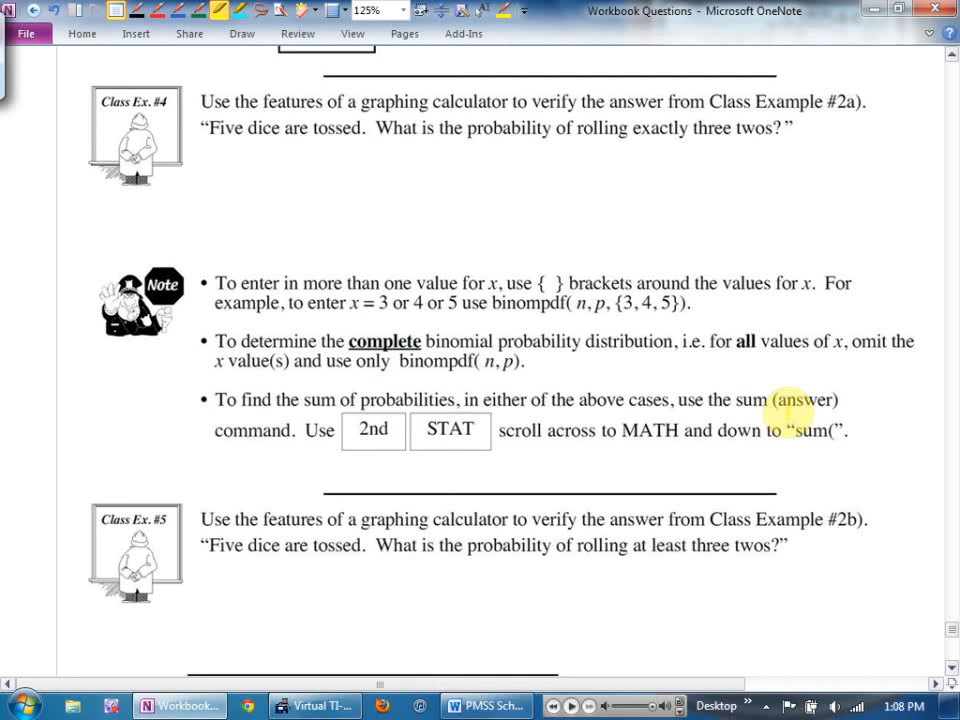 125%
Workbook Questions - Microsoft OneNote
File Home Insert Share Draw Review View Pages Add-Ins
Class Ex. #4
Use the features of a graphing calculator to verify the answer from Class Example #2a).
“Five dice are tossed. What is the probability of rolling exactly three twos?”
Note
• To enter in more than one value for x, use { } brackets around the values for x. For
example, to enter x = 3 or 4 or 5 use binompdf( n, p, {3, 4, 5}).
• To determine the complete binomial probability distribution, i.e. for all values of x, omit the
x value(s) and use only binompdf( n, p).
• To find the sum of probabilities, in either of the above cases, use the sum (answer)
command. Use 2nd STAT scroll across to MATH and down to “sum(”.
Class Ex. #5
Use the features of a graphing calculator to verify the answer from Class Example #2b).
“Five dice are tossed. What is the probability of rolling at least three twos?”
Workbook... Virtual TI-... PMSS Sch... Desktop 1:08 PM